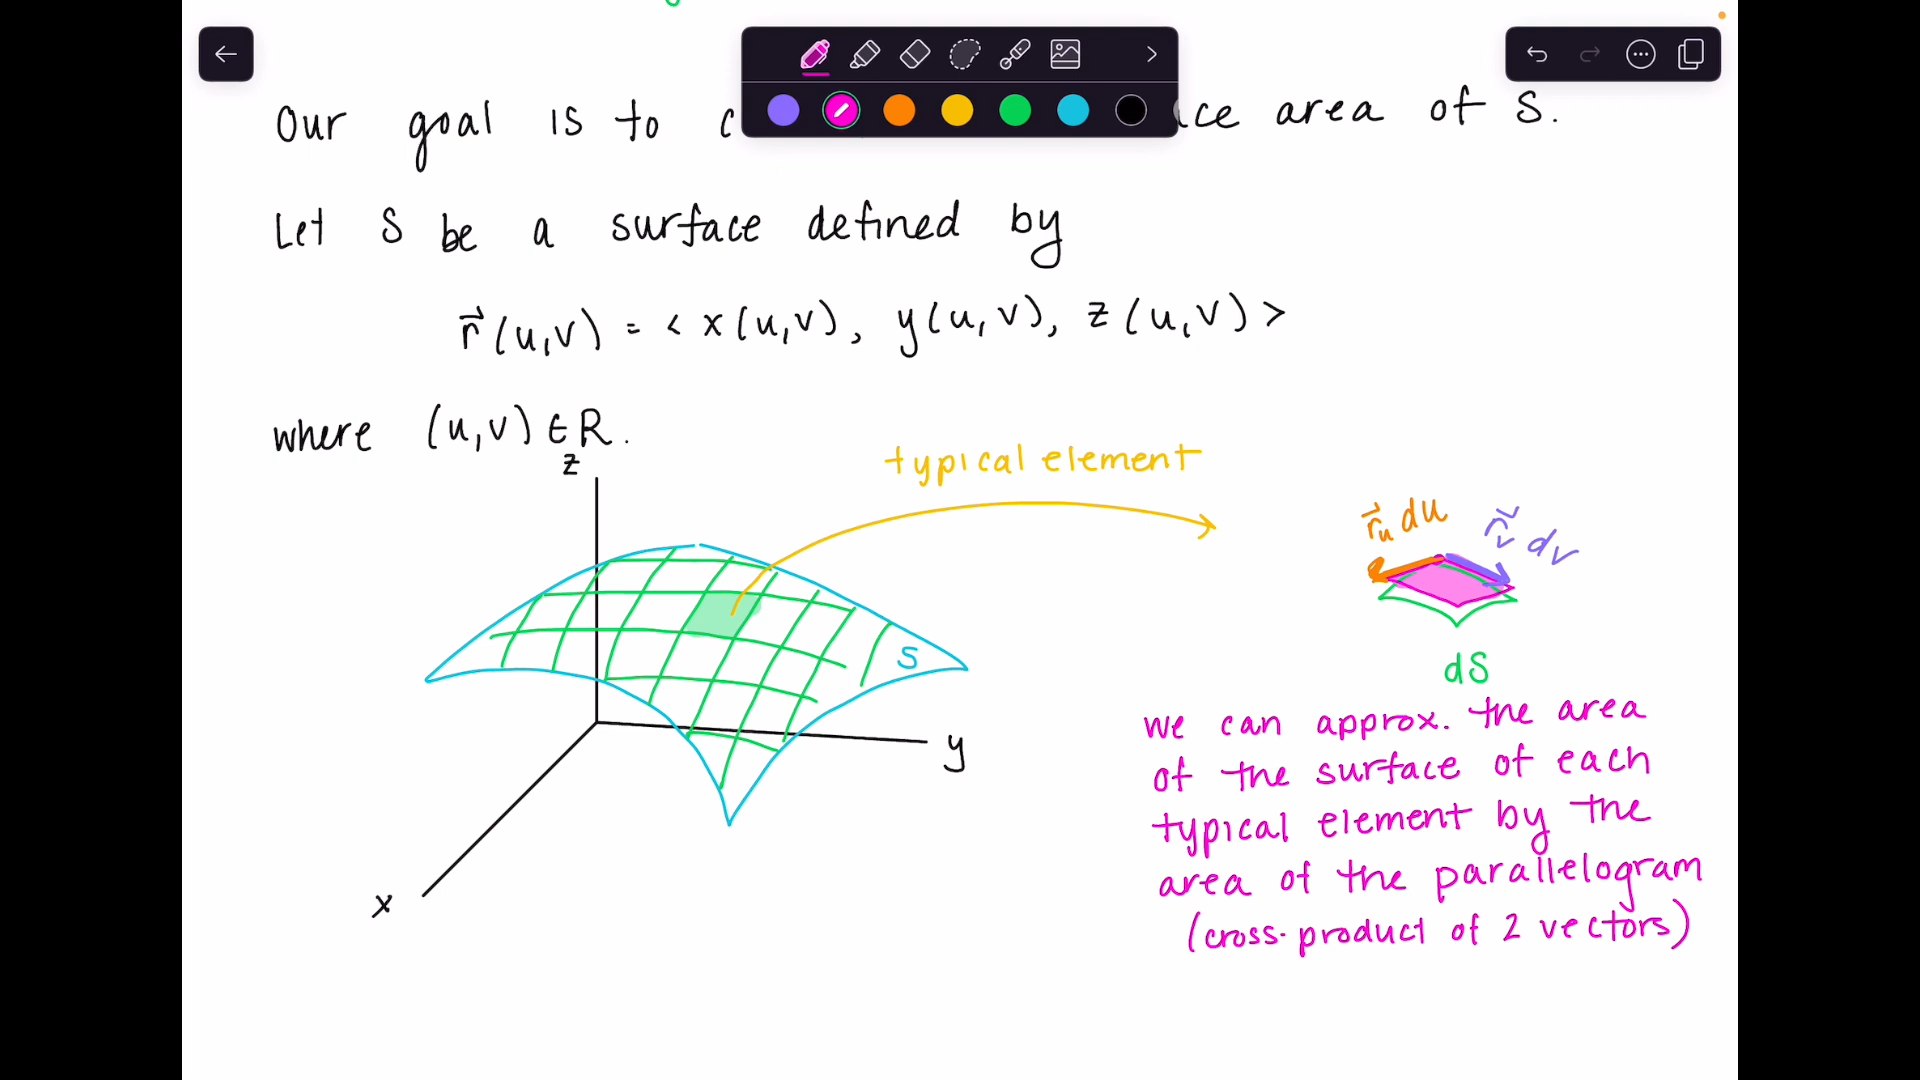 Our goal is to c ce area of S.
Let S be a surface defined by
r⃗(u,v) = < x(u,v), y(u,v), z(u,v) >
where (u,v) ∈ R.
z
typical element
r⃗ᵤ du
r⃗ᵥ dv
S
dS
y
x
we can approx. the area
of the surface of each
typical element by the
area of the parallelogram
(cross-product of 2 vectors)